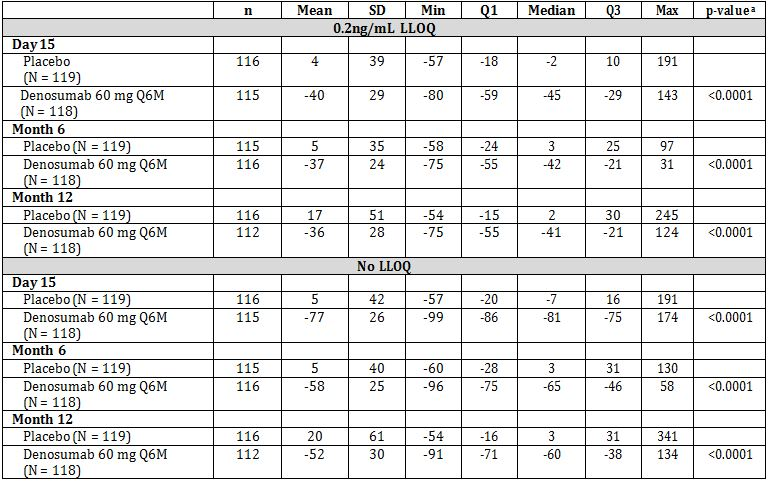 n Mean SD Min Q1 Median Q3 Max p-value a
0.2ng/mL LLOQ
Day 15
Placebo 116 4 39 -57 -18 -2 10 191
(N = 119)
Denosumab 60 mg Q6M 115 -40 29 -80 -59 -45 -29 143 <0.0001
(N = 118)
Month 6
Placebo (N = 119) 115 5 35 -58 -24 3 25 97
Denosumab 60 mg Q6M 116 -37 24 -75 -55 -42 -21 31 <0.0001
(N = 118)
Month 12
Placebo (N = 119) 116 17 51 -54 -15 2 30 245
Denosumab 60 mg Q6M 112 -36 28 -75 -55 -41 -21 124 <0.0001
(N = 118)
No LLOQ
Day 15
Placebo (N = 119) 116 5 42 -57 -20 -7 16 191
Denosumab 60 mg Q6M 115 -77 26 -99 -86 -81 -75 174 <0.0001
(N = 118)
Month 6
Placebo (N = 119) 115 5 40 -60 -28 3 31 130
Denosumab 60 mg Q6M 116 -58 25 -96 -75 -65 -46 58 <0.0001
(N = 118)
Month 12
Placebo (N = 119) 116 20 61 -54 -16 3 31 341
Denosumab 60 mg Q6M 112 -52 30 -91 -71 -60 -38 134 <0.0001
(N = 118)